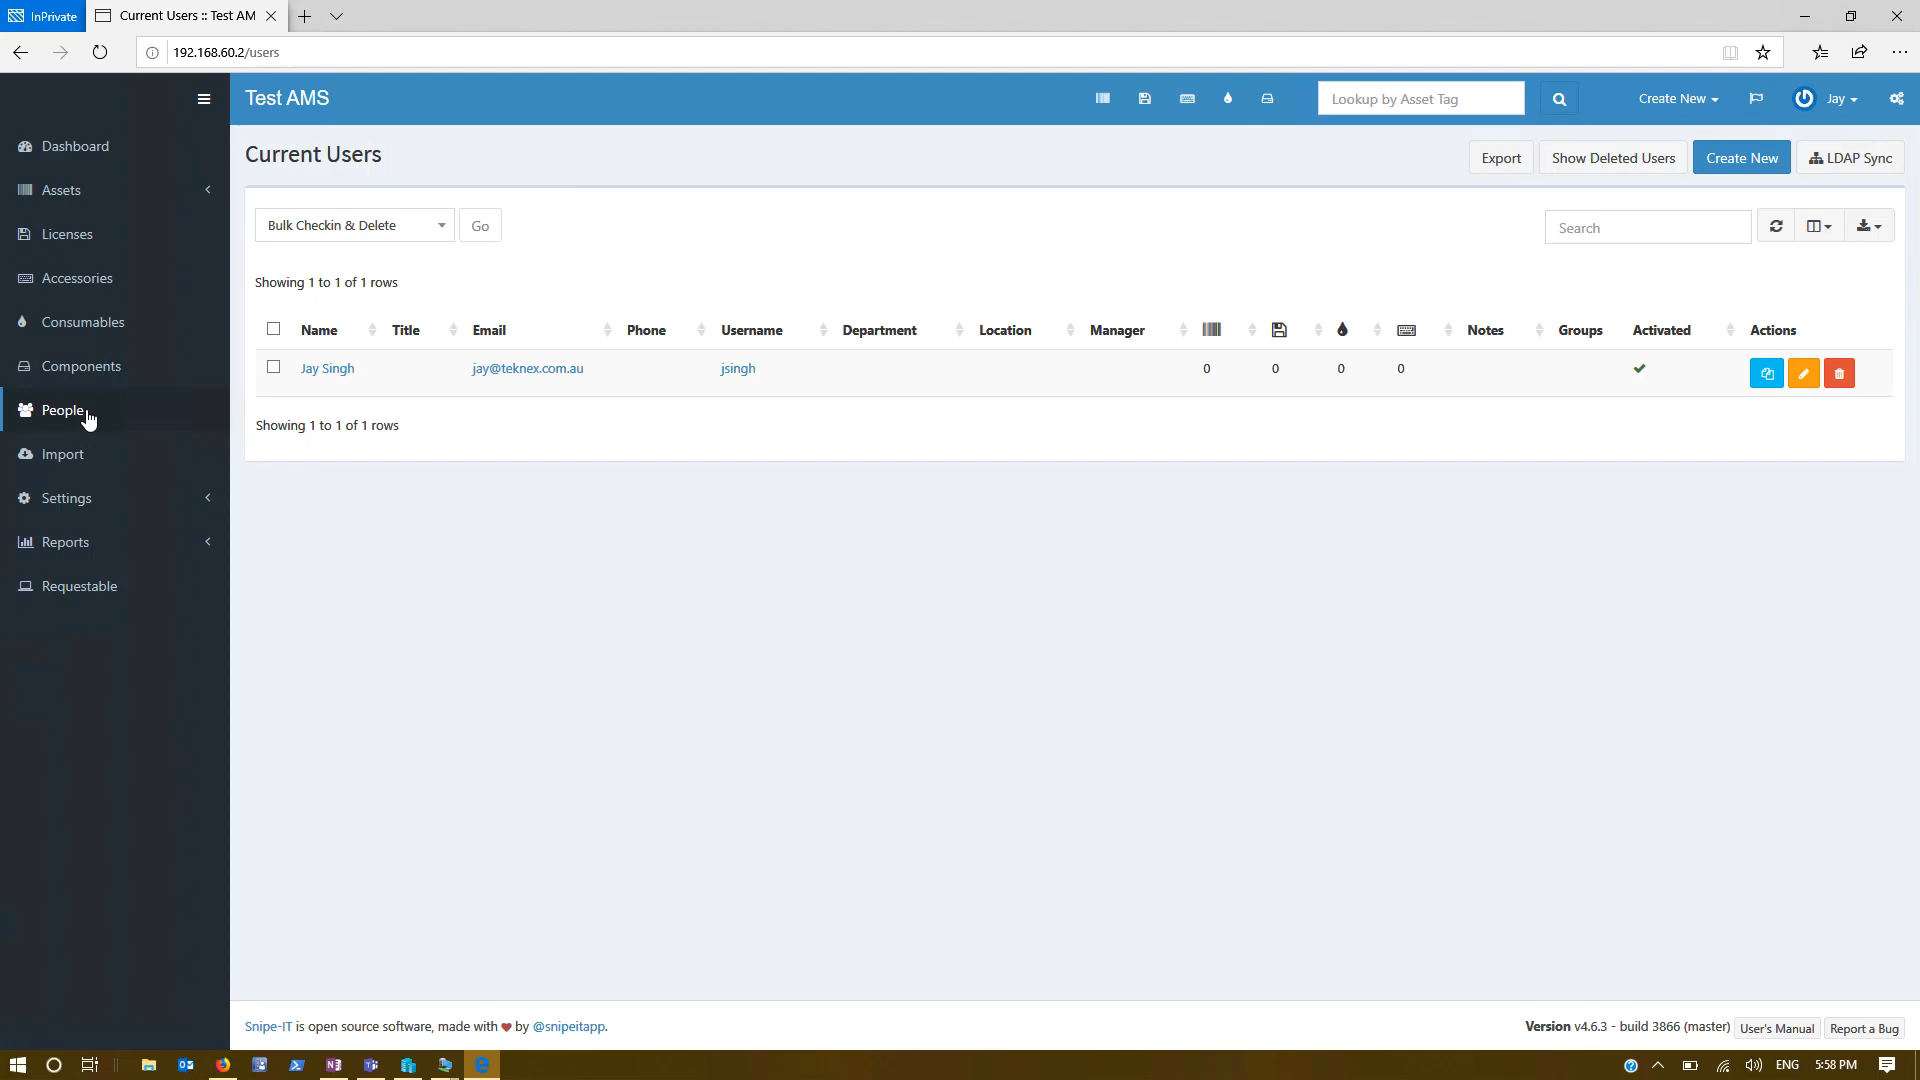 InPrivate
Current Users :: Test AM
192.168.60.2/users
Test AMS
Lookup by Asset Tag
Create New
Jay
Dashboard
Assets
Licenses
Accessories
Consumables
Components
People
Import
Settings
Reports
Requestable
Current Users
Export
Show Deleted Users
Create New
LDAP Sync
Bulk Checkin & Delete
Go
Search
Showing 1 to 1 of 1 rows
Name Title Email Phone Username Department Location Manager Notes Groups Activated Actions
Jay Singh jay@teknex.com.au jsingh 0 0 0 0
Showing 1 to 1 of 1 rows
Snipe-IT is open source software, made with by @snipeitapp.
Version v4.6.3 - build 3866 (master)
User's Manual
Report a Bug
ENG
5:58 PM